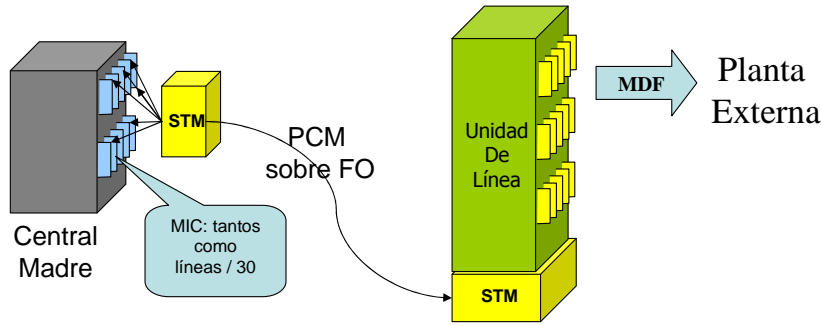 STM
PCM
sobre FO
Central
Madre
MIC: tantos
como
líneas / 30
Unidad
De
Línea
STM
MDF
Planta
Externa